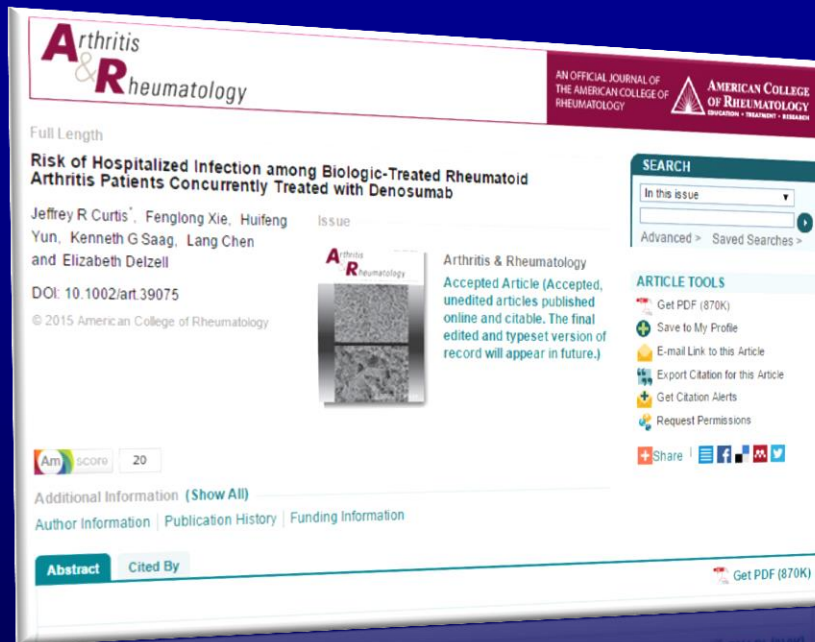 Arthritis
& Rheumatology
AN OFFICIAL JOURNAL OF
THE AMERICAN COLLEGE OF
RHEUMATOLOGY
AMERICAN COLLEGE
OF RHEUMATOLOGY
EDUCATION • TREATMENT • RESEARCH
Full Length
Risk of Hospitalized Infection among Biologic-Treated Rheumatoid
Arthritis Patients Concurrently Treated with Denosumab
Jeffrey R Curtis*, Fenglong Xie, Huifeng
Yun, Kenneth G Saag, Lang Chen
and Elizabeth Delzell
DOI: 10.1002/art.39075
© 2015 American College of Rheumatology
Issue
Arthritis
& Rheumatology
Arthritis & Rheumatology
Accepted Article (Accepted,
unedited articles published
online and citable. The final
edited and typeset version of
record will appear in future.)
SEARCH
In this issue
Advanced > Saved Searches >
ARTICLE TOOLS
Get PDF (870K)
Save to My Profile
E-mail Link to this Article
Export Citation for this Article
Get Citation Alerts
Request Permissions
Share
Am score 20
Additional Information (Show All)
Author Information | Publication History | Funding Information
Abstract
Cited By
Get PDF (870K)